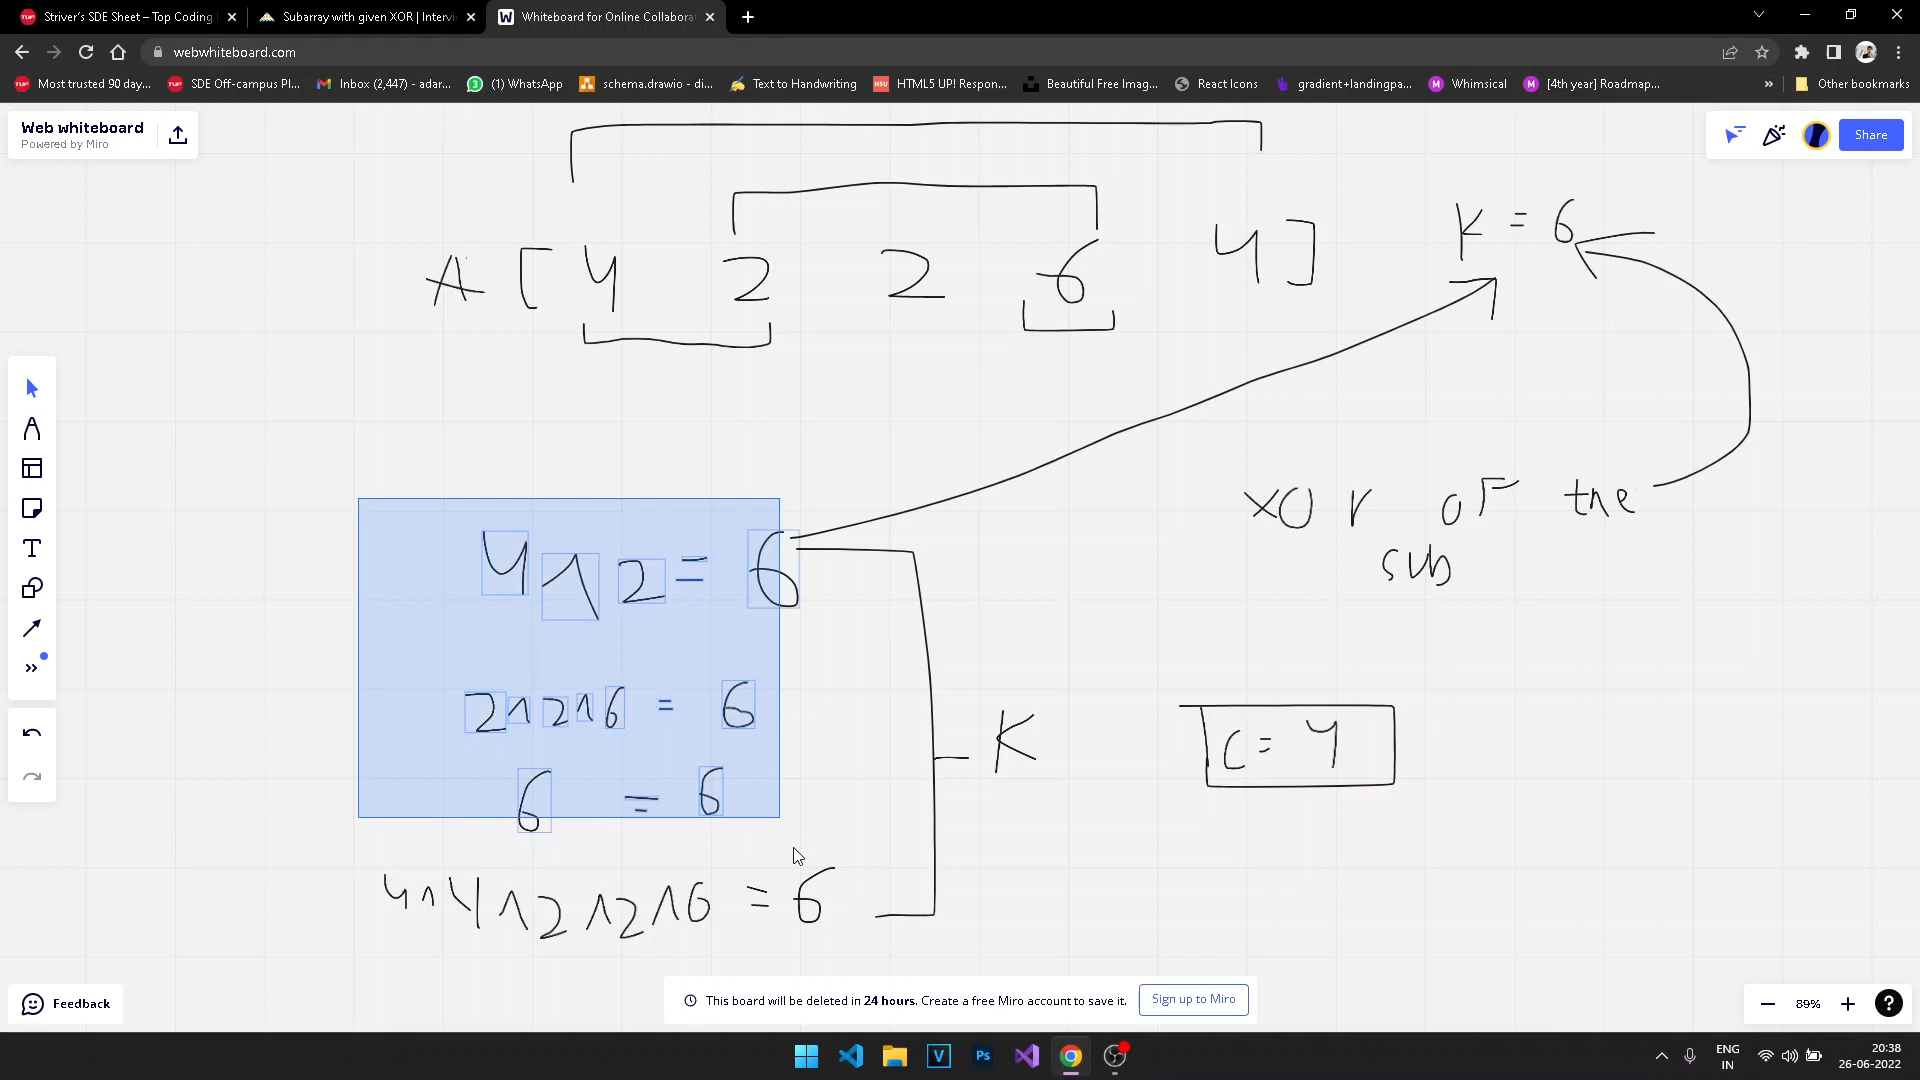 Striver's SDE Sheet – Top Coding
Subarray with given XOR | Intervi
Whiteboard for Online Collabora
webwhiteboard.com
Most trusted 90 day...
SDE Off-campus Pl...
Inbox (2,447) - adar...
(1) WhatsApp
schema.drawio - di...
Text to Handwriting
HTML5 UP! Respon...
Beautiful Free Imag...
React Icons
gradient+landingpa...
Whimsical
[4th year] Roadmap...
Other bookmarks
Web whiteboard
Powered by Miro
Share
A [ 4 2 2 6 4 ]
K = 6
XOr of the
sub
4 ^ 2 = 6
2 ^ 2 ^ 6 = 6
K
C = 4
6 = 6
4 ^ 4 ^ 2 ^ 2 ^ 6 = 6
Feedback
This board will be deleted in 24 hours. Create a free Miro account to save it.
Sign up to Miro
89%
ENG
IN
20:38
26-06-2022